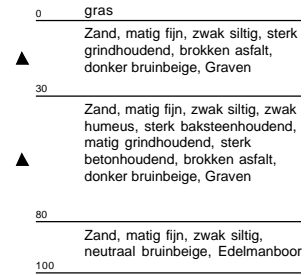 0 gras
Zand, matig fijn, zwak siltig, sterk
grindhoudend, brokken asfalt,
donker bruinbeige, Graven
30
Zand, matig fijn, zwak siltig, zwak
humeus, sterk baksteenhoudend,
matig grindhoudend, sterk
betonhoudend, brokken asfalt,
donker bruinbeige, Graven
80
Zand, matig fijn, zwak siltig,
neutraal bruinbeige, Edelmanboor
100